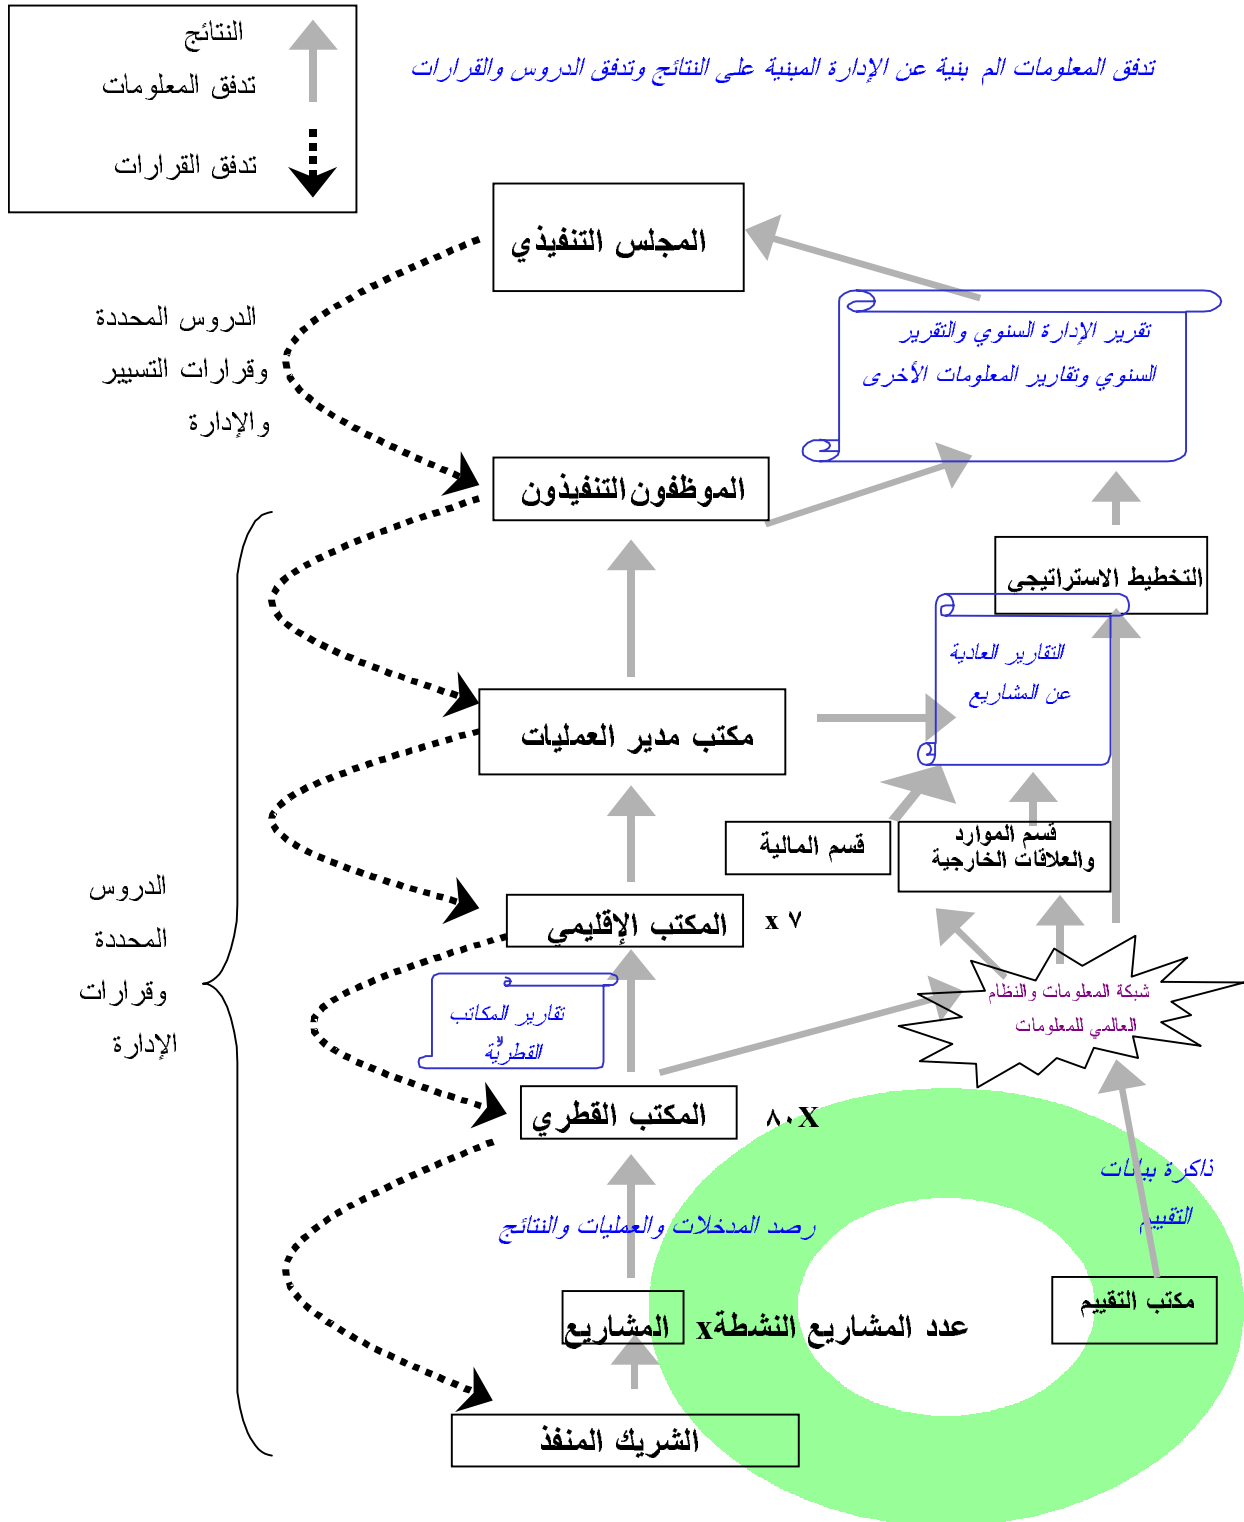 النتائج
تدفق المعلومات
تدفق القرارات
تدفق المعلومات الم بنية عن الإدارة المبنية على النتائج وتدفق الدروس والقرارات
المجلس التنفيذي
الدروس المحددة
وقرارات التسيير
والإدارة
تقرير الإدارة السنوي والتقرير
السنوي وتقارير المعلومات الأخرى
الموظفون التنفيذون
التخطيط الاستراتيجي
التقارير العادية
عن المشاريع
مكتب مدير العمليات
قسم المالية
قسم الموارد
والعلاقات الخارجية
الدروس
المحددة
وقرارات
الإدارة
المكتب الإقليمي
x ٧
شبكة المعلومات والنظام
العالمي للمعلومات
تقارير المكاتب
القطرية
المكتب القطري
٨٠X
ذاكرة بيانات
التقييم
رصد المدخلات والعمليات والنتائج
مكتب التقييم
المشاريع
xعدد المشاريع النشطة
الشريك المنفذ